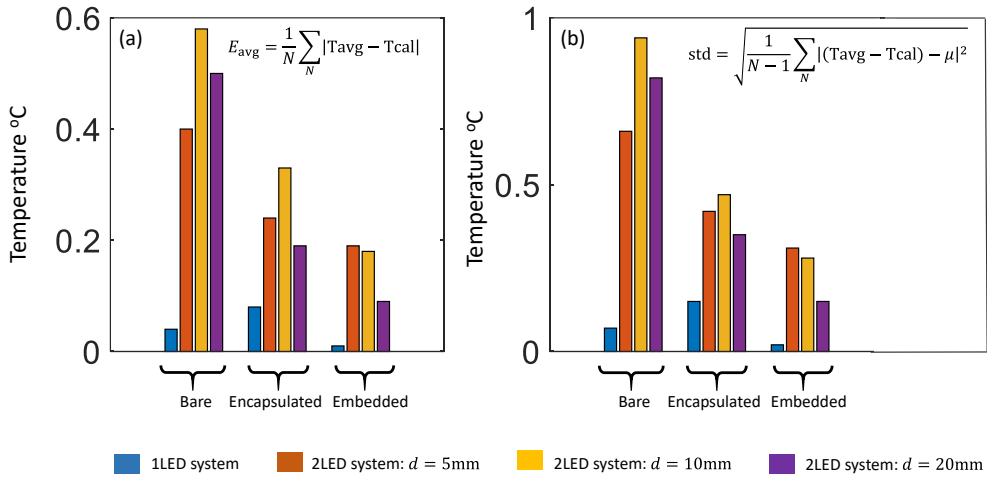 (a)
E_avg = 1/N ∑_N |Tavg − Tcal|
0.6
0.4
0.2
0
Temperature ºC
Bare Encapsulated Embedded
(b)
std = √(1/(N − 1) ∑_N |(Tavg − Tcal) − μ|²)
1
0.5
0
Temperature ºC
Bare Encapsulated Embedded
1LED system 2LED system: d = 5mm 2LED system: d = 10mm 2LED system: d = 20mm